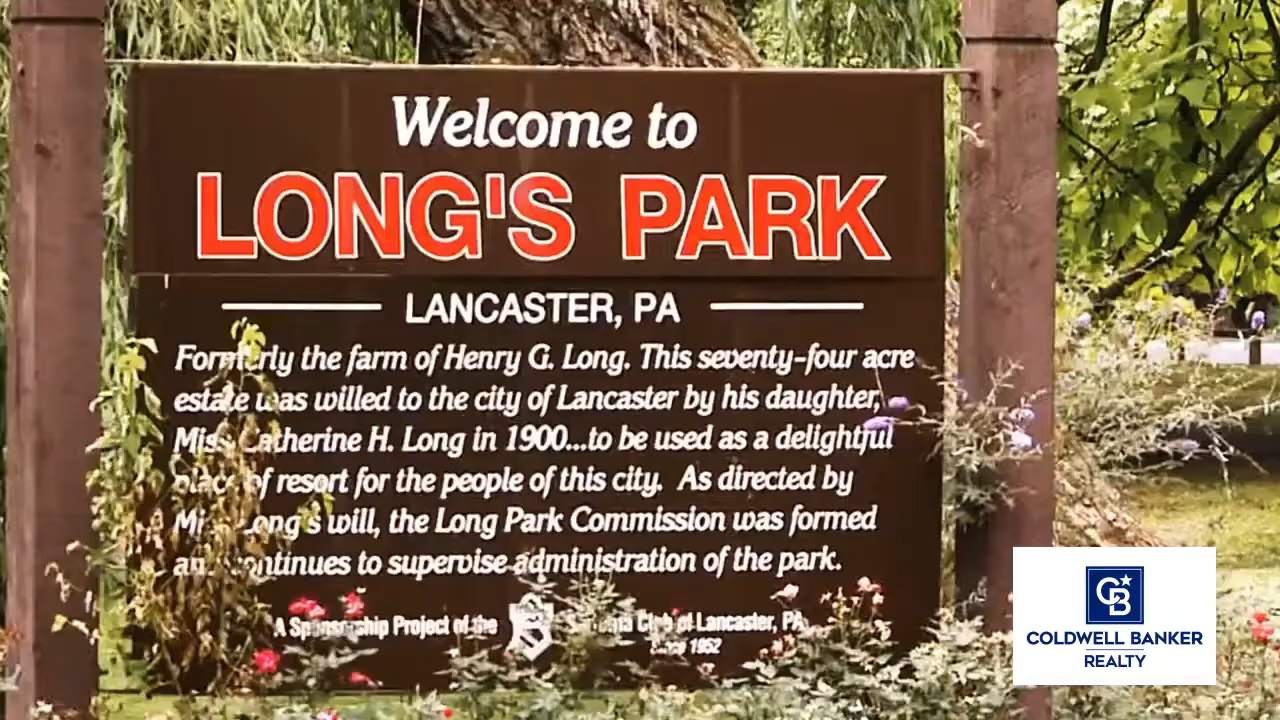 Welcome to
LONG'S PARK
LANCASTER, PA
Formerly the farm of Henry G. Long. This seventy-four acre
estate was willed to the city of Lancaster by his daughter,
Miss Catherine H. Long in 1900...to be used as a delightful
place of resort for the people of this city. As directed by
Miss Long's will, the Long Park Commission was formed
and continues to supervise administration of the park.
A Sponsorship Project of the
Club of Lancaster, PA
Since 1952
CB
COLDWELL BANKER
REALTY